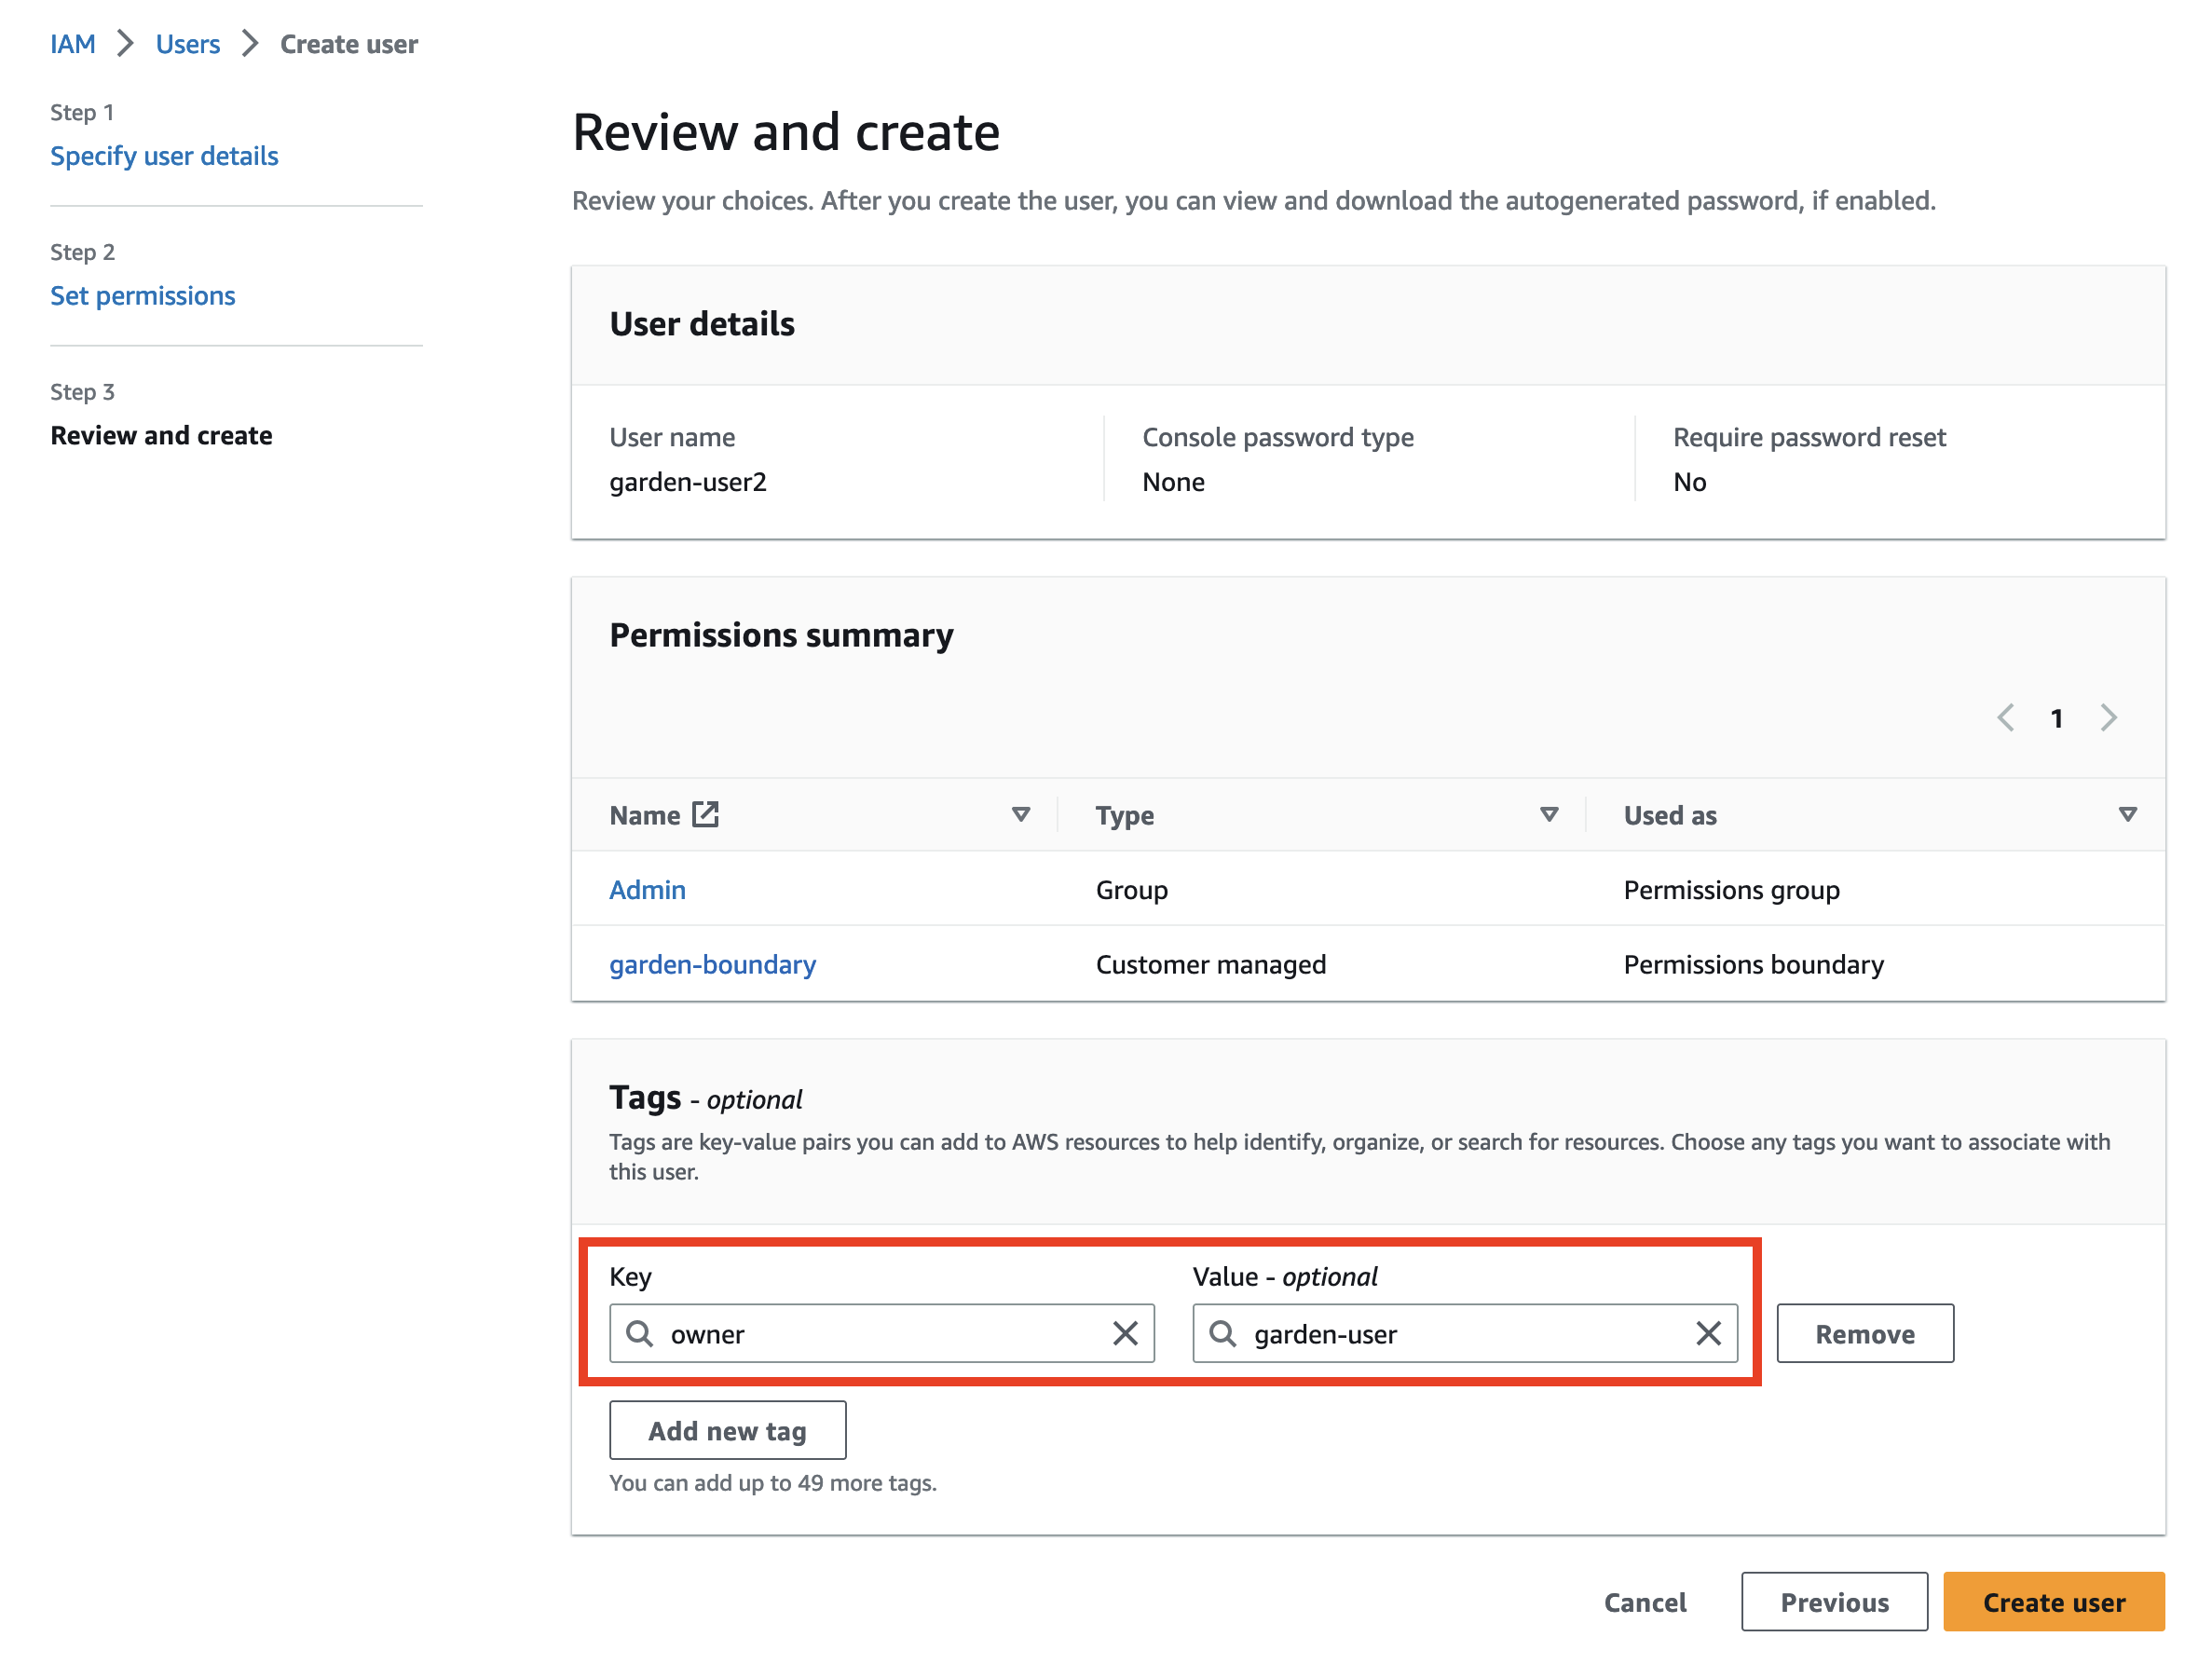 IAM > Users > Create user
Step 1
Specify user details
Step 2
Set permissions
Step 3
Review and create
Review and create
Review your choices. After you create the user, you can view and download the autogenerated password, if enabled.
User details
User name
garden-user2
Console password type
None
Require password reset
No
Permissions summary
1
Name Type Used as
Admin Group Permissions group
garden-boundary Customer managed Permissions boundary
Tags - optional
Tags are key-value pairs you can add to AWS resources to help identify, organize, or search for resources. Choose any tags you want to associate with
this user.
Key
owner
Value - optional
garden-user
Remove
Add new tag
You can add up to 49 more tags.
Cancel
Previous
Create user